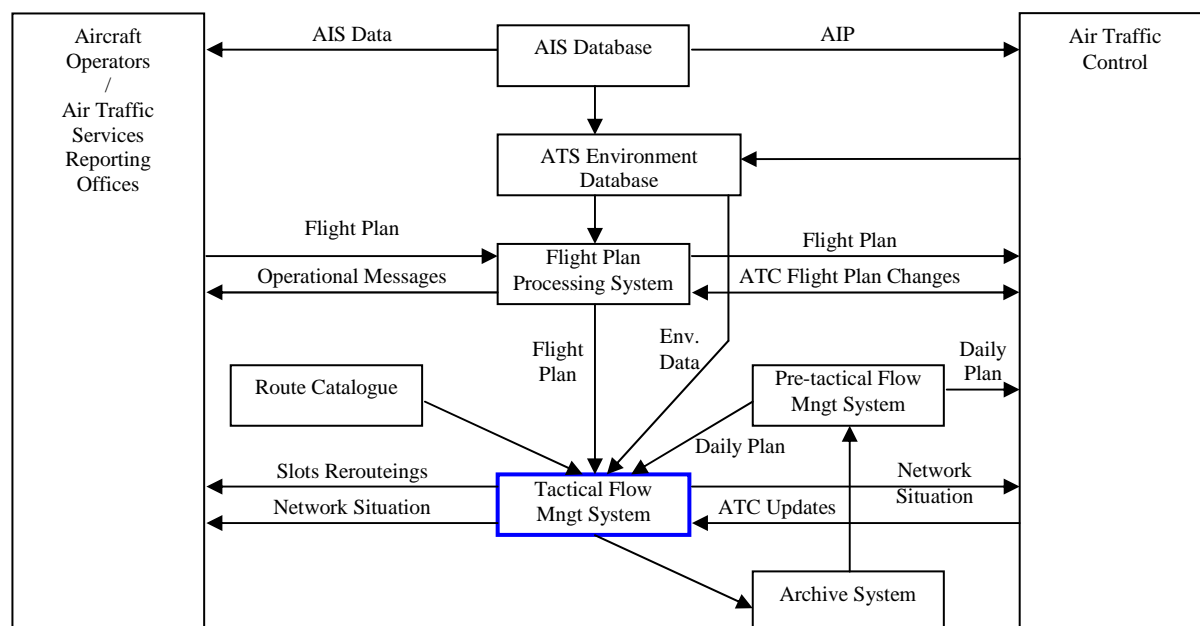 Aircraft
Operators
/
Air Traffic
Services
Reporting
Offices
AIS Data
AIS Database
AIP
Air Traffic
Control
ATS Environment
Database
Flight Plan
Operational Messages
Flight Plan
Processing System
Flight Plan
ATC Flight Plan Changes
Flight
Plan
Env.
Data
Daily
Plan
Route Catalogue
Pre-tactical Flow
Mngt System
Daily Plan
Slots Rerouteings
Network Situation
Tactical Flow
Mngt System
Network
Situation
ATC Updates
Archive System